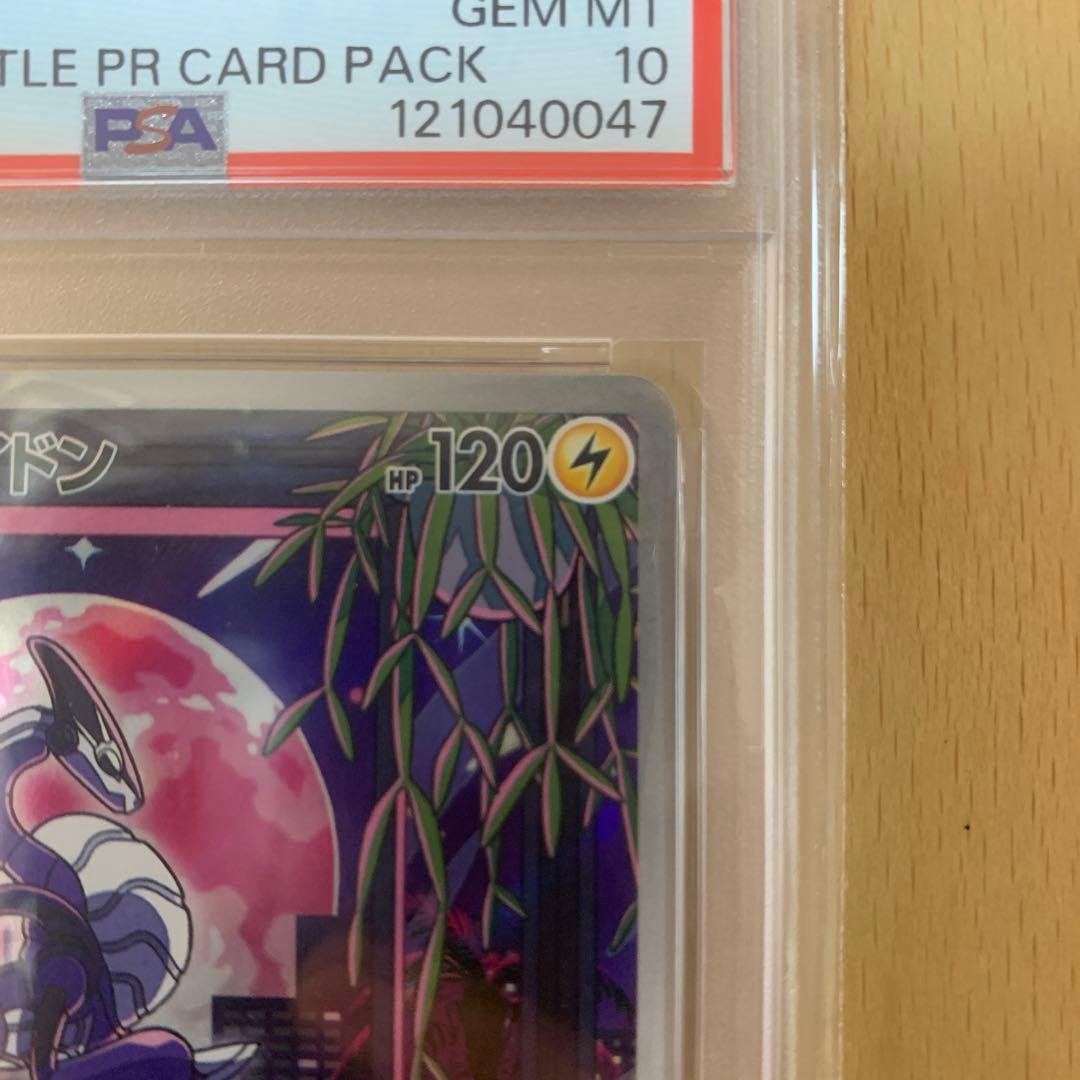 GEM MT
TLE PR CARD PACK 10
PSA 121040047
ドン HP 120